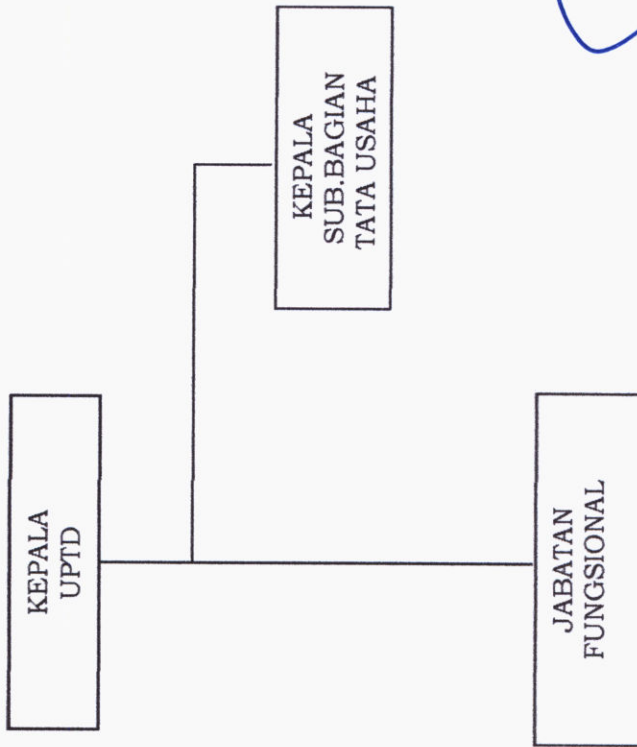 KEPALA
UPTD
KEPALA
SUB.BAGIAN
TATA USAHA
JABATAN
FUNGSIONAL